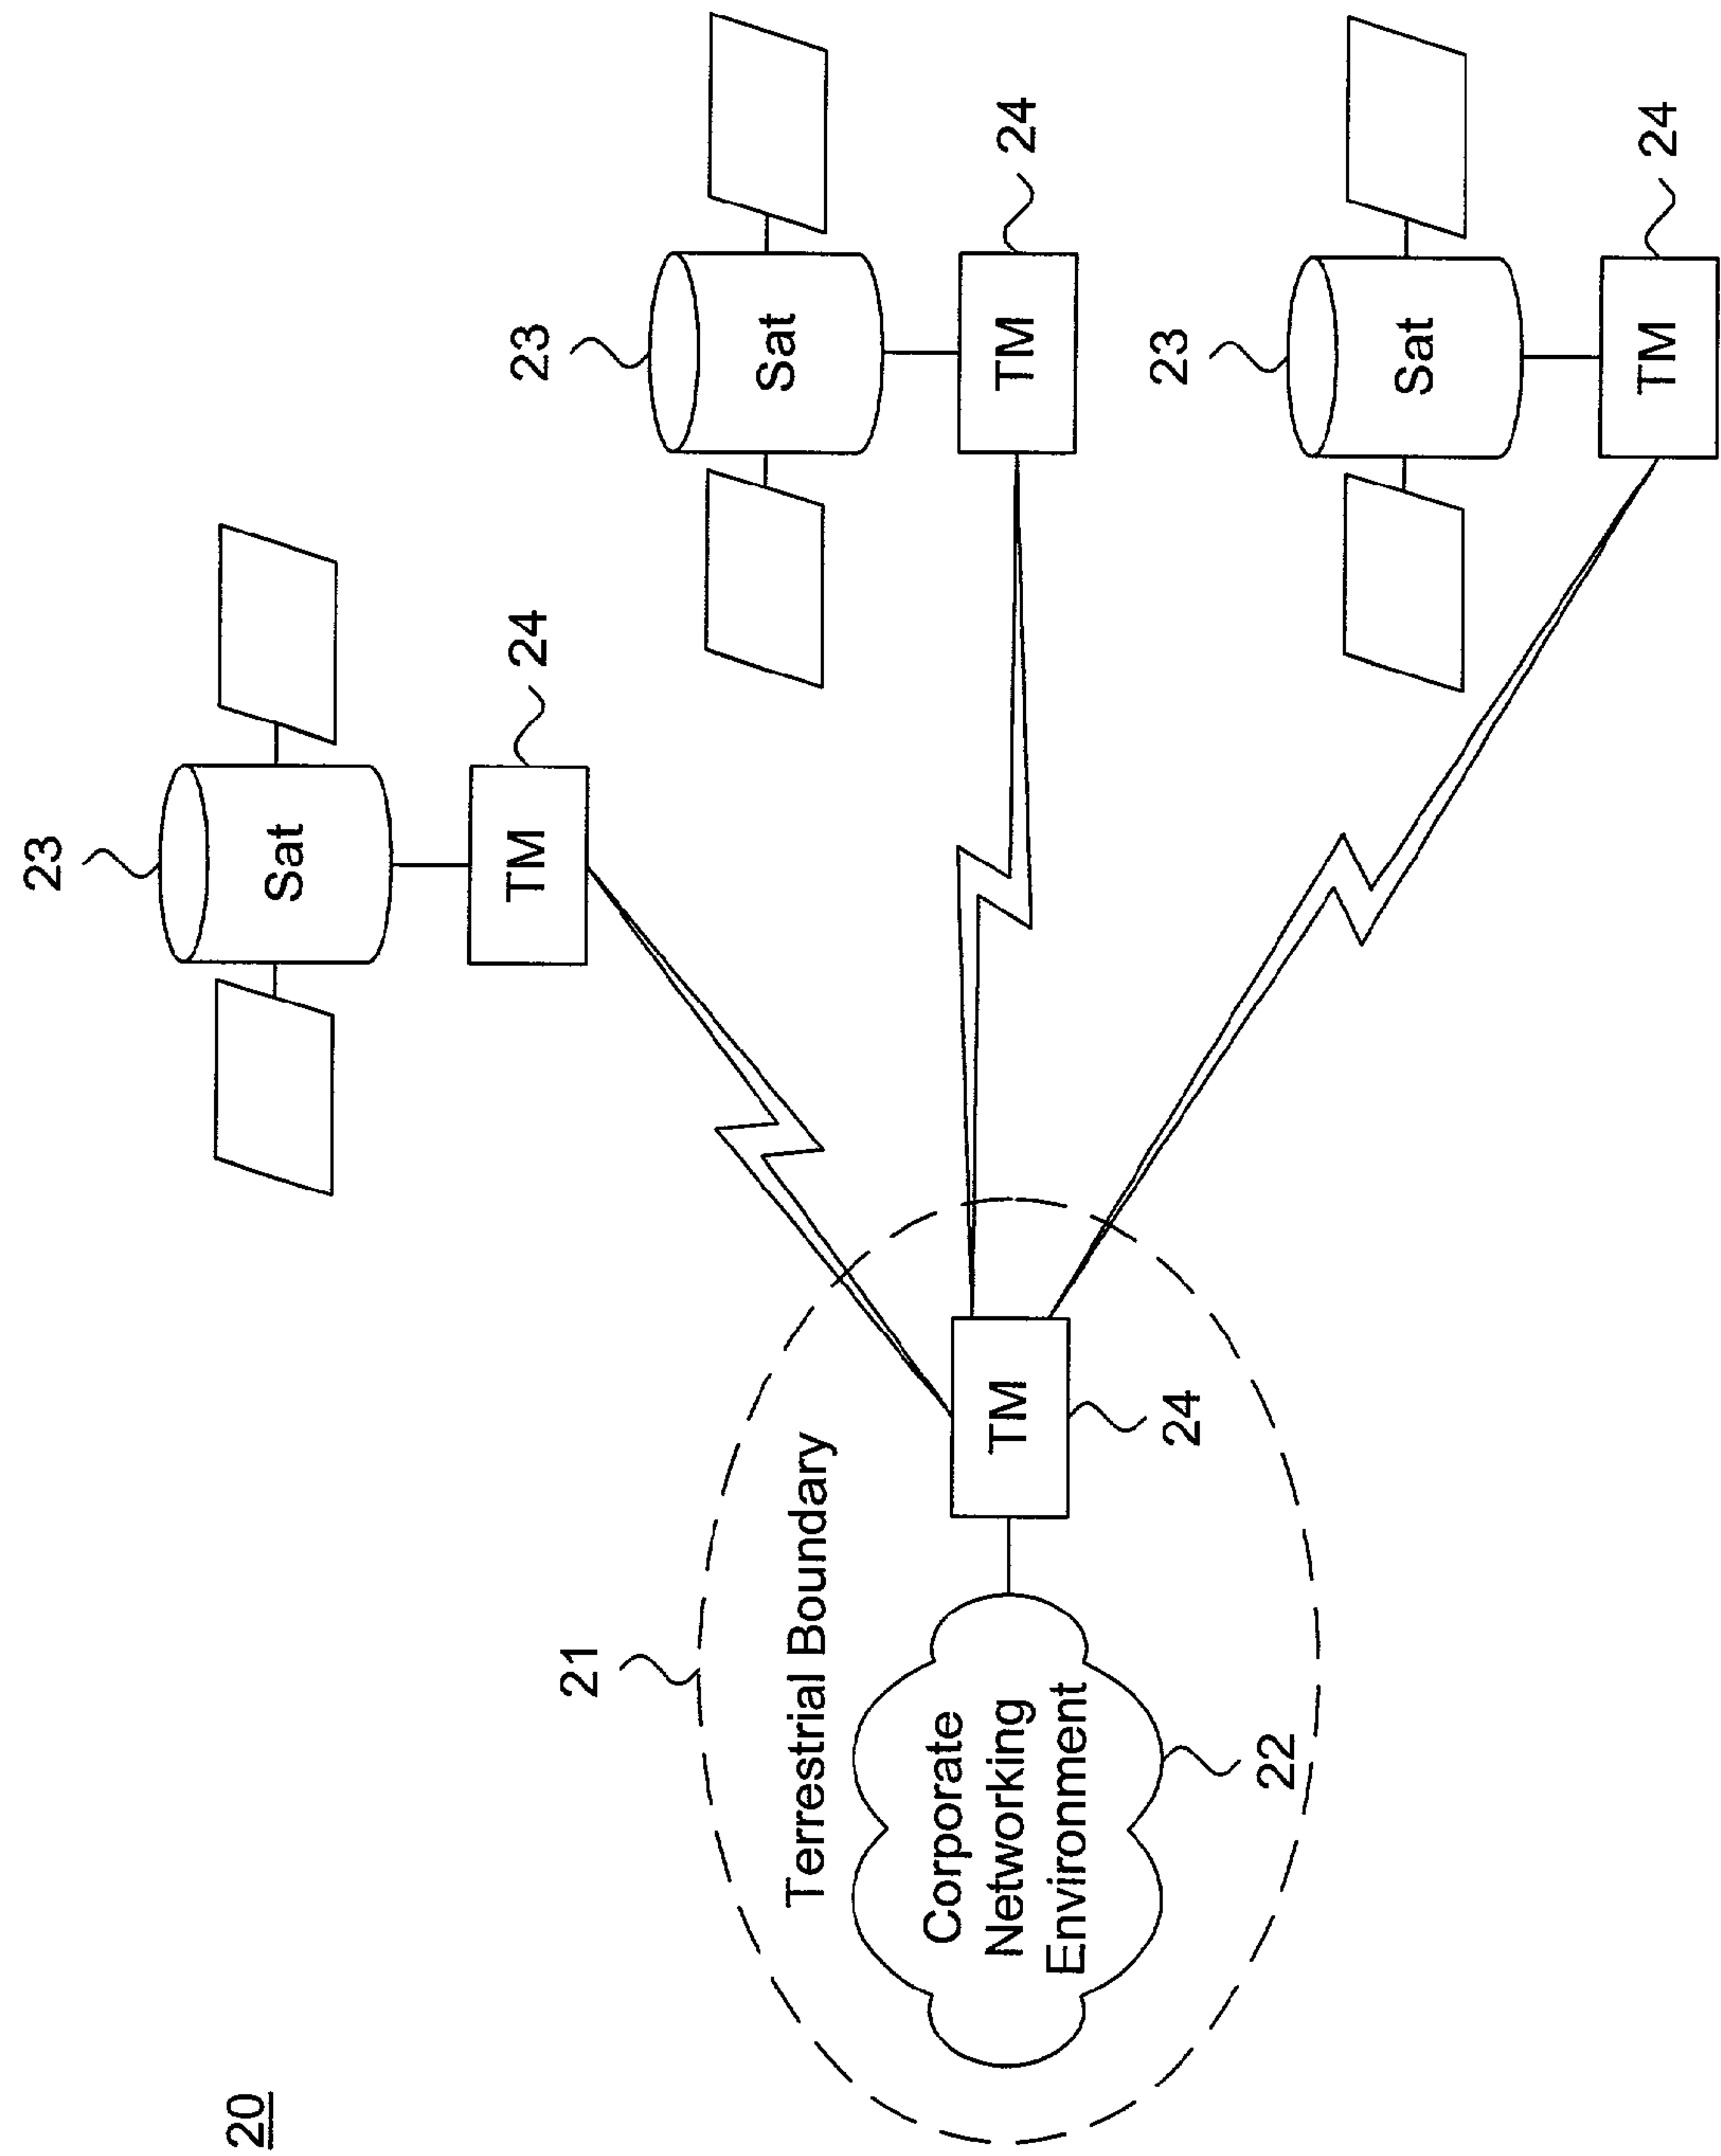 23
20
Sat
TM
24
23
21
Sat
Terrestrial Boundary
Corporate
Networking
Environment
TM
TM
24
23
24
22
Sat
TM
24